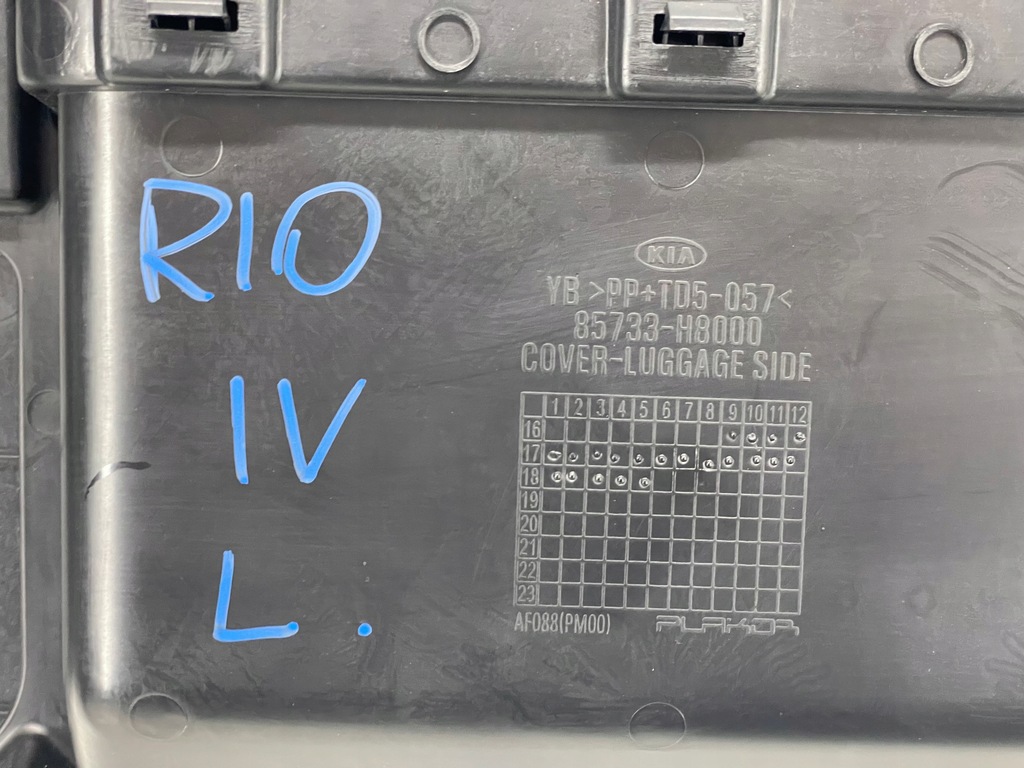 RIO
IV
L.
KIA
YB >PP+TD5-057<
85733-H8000
COVER-LUGGAGE SIDE
1 2 3 4 5 6 7 8 9 10 11 12
16
17
18
19
20
21
22
23
AF088(PM00)
PLAKOR